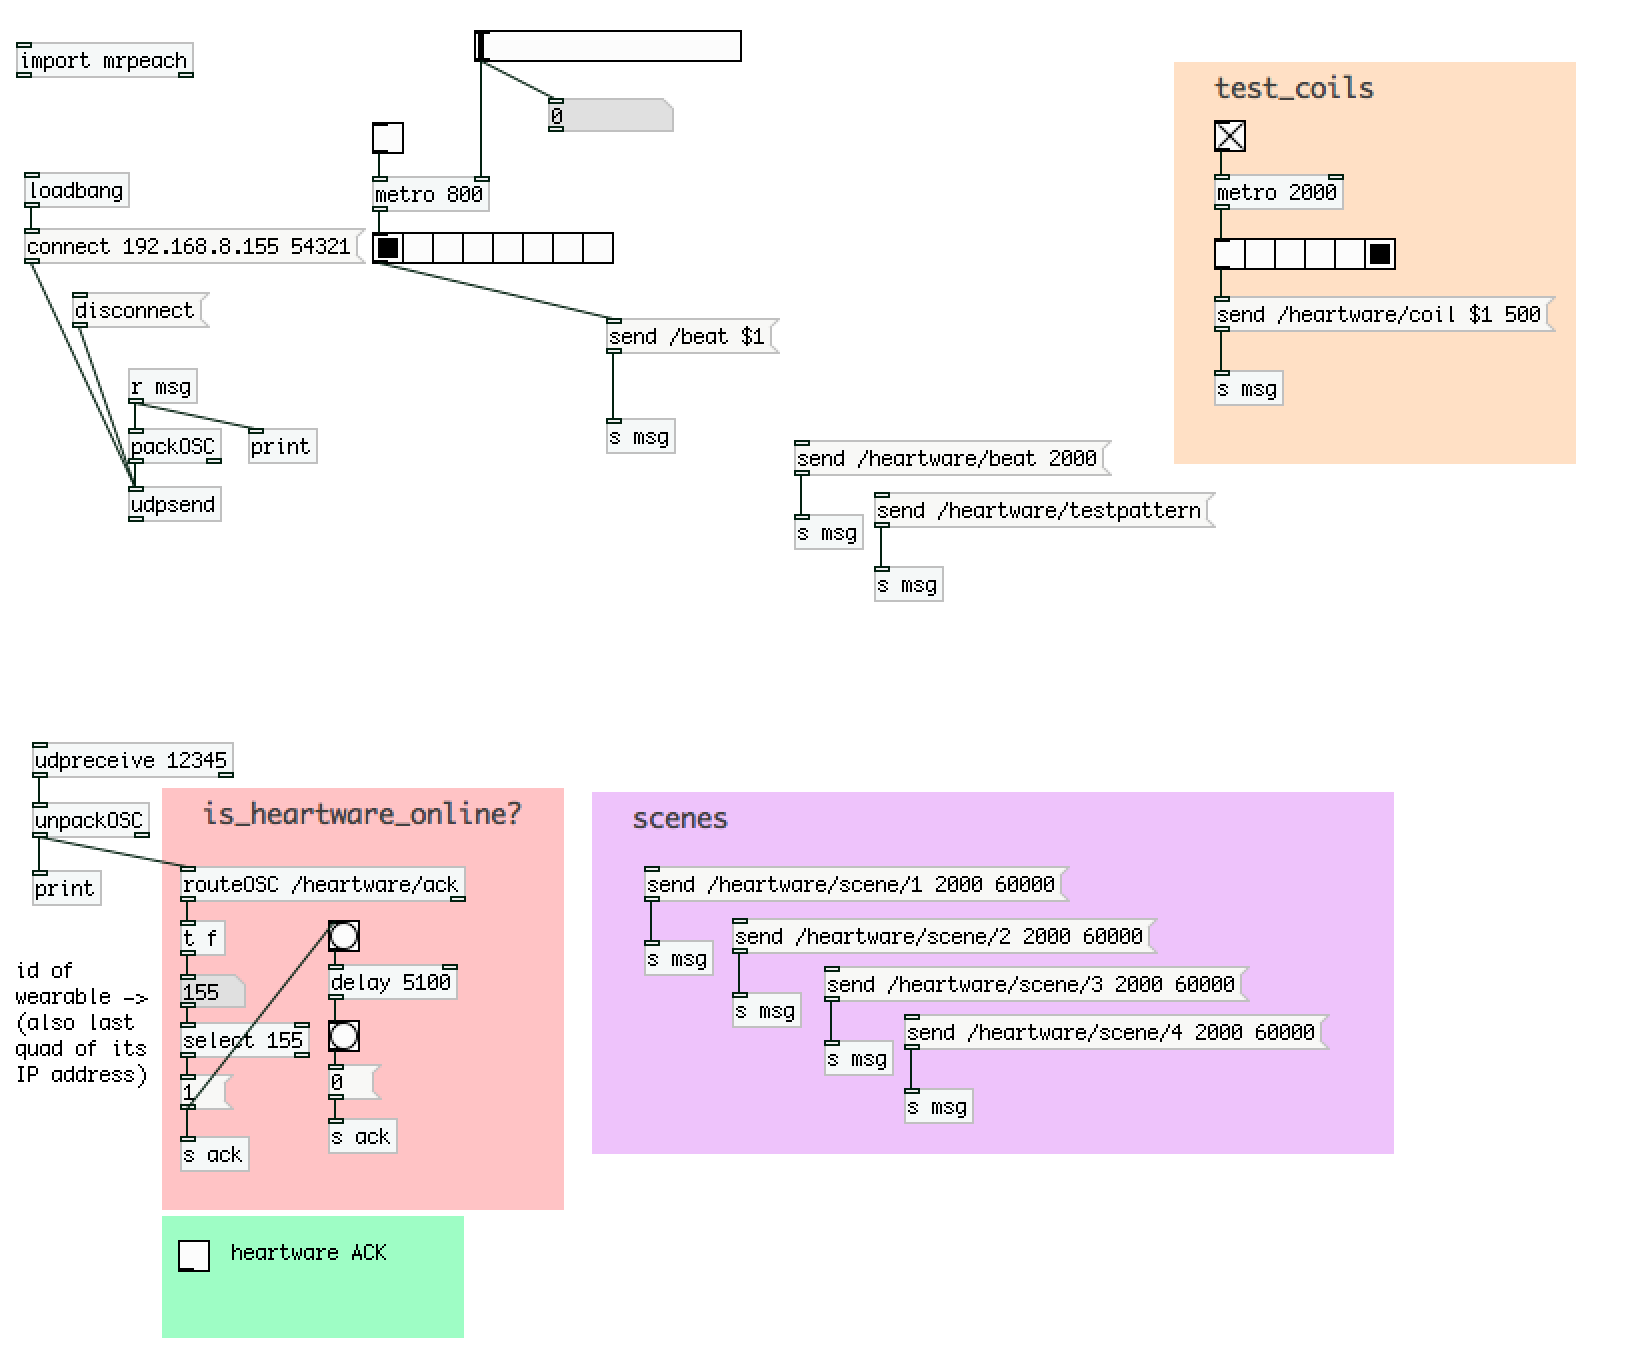 import mrpeach
0
test_coils
loadbang
metro 800
metro 2000
connect 192.168.8.155 54321
disconnect
send /beat $1
send /heartware/coil $1 500
r msg
s msg
packOSC
print
s msg
udpsend
send /heartware/beat 2000
send /heartware/testpattern
s msg
s msg
udpreceive 12345
unpackOSC
print
is_heartware_online?
routeOSC /heartware/ack
t f
155
select 155
1
s ack
delay 5100
0
s ack
id of
wearable ->
(also last
quad of its
IP address)
scenes
send /heartware/scene/1 2000 60000
s msg
send /heartware/scene/2 2000 60000
s msg
send /heartware/scene/3 2000 60000
s msg
send /heartware/scene/4 2000 60000
s msg
heartware ACK